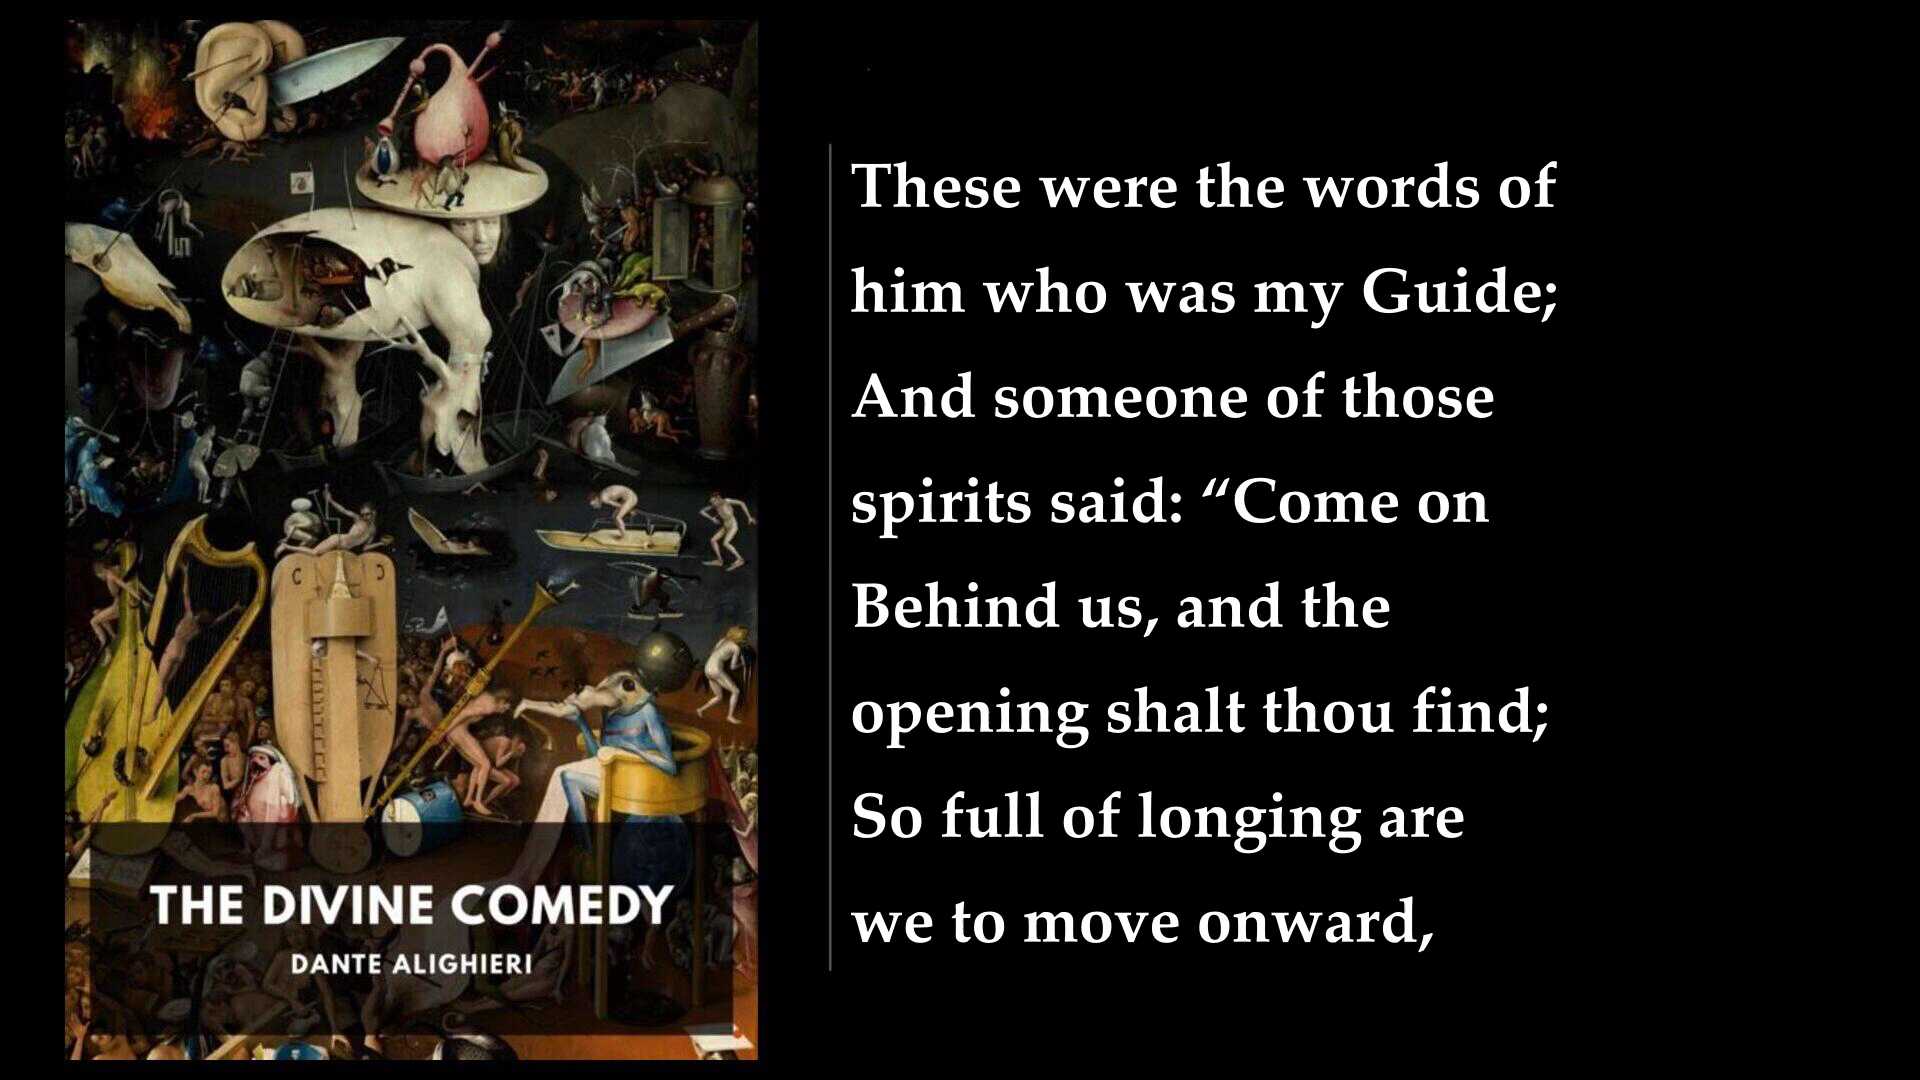 THE DIVINE COMEDY
DANTE ALIGHIERI
These were the words of
him who was my Guide;
And someone of those
spirits said: “Come on
Behind us, and the
opening shalt thou find;
So full of longing are
we to move onward,